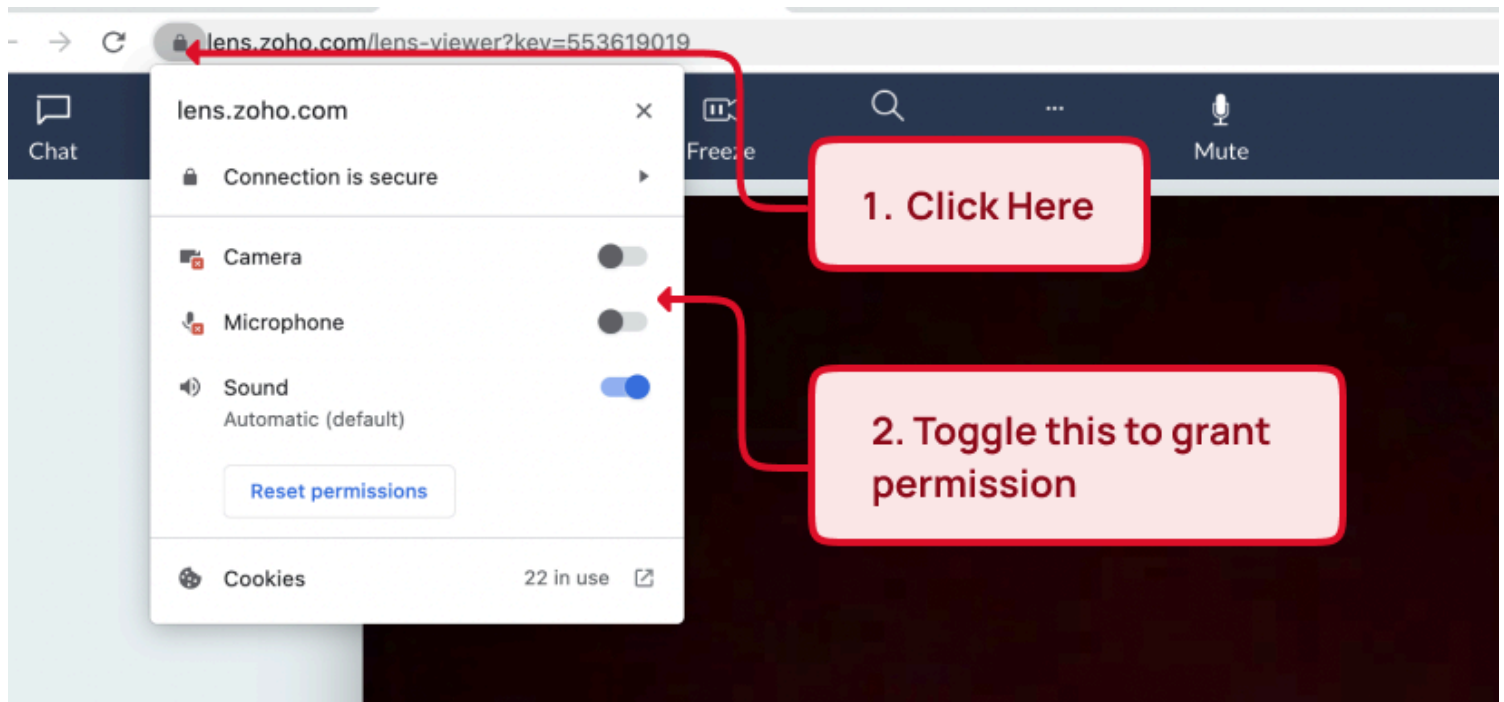 lens.zoho.com/lens-viewer?key=553619019
Chat
lens.zoho.com
Freeze
...
Mute
Connection is secure
1. Click Here
Camera
Microphone
Sound
Automatic (default)
2. Toggle this to grant
permission
Reset permissions
Cookies 22 in use